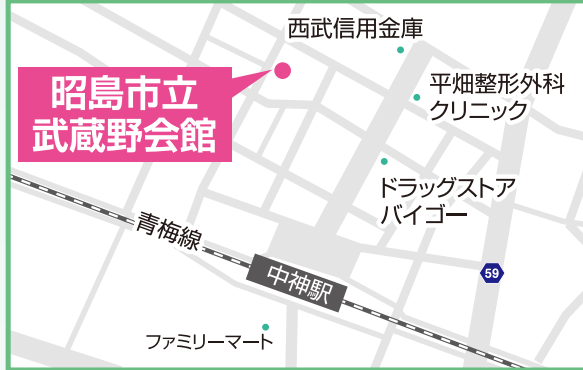 西武信用金庫
昭島市立
武蔵野会館
平畑整形外科
クリニック
ドラッグストア
バイゴー
青梅線
中神駅
59
ファミリーマート